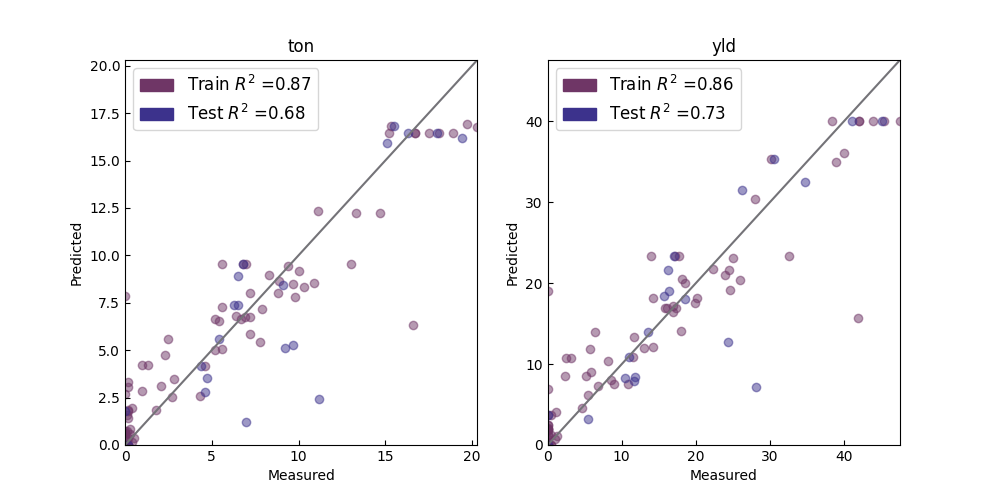 ton
Train R² =0.87
Test R² =0.68
20.0
17.5
15.0
12.5
10.0
7.5
5.0
2.5
0.0
Predicted
0 5 10 15 20
Measured
yld
Train R² =0.86
Test R² =0.73
40
30
20
10
0
Predicted
0 10 20 30 40
Measured